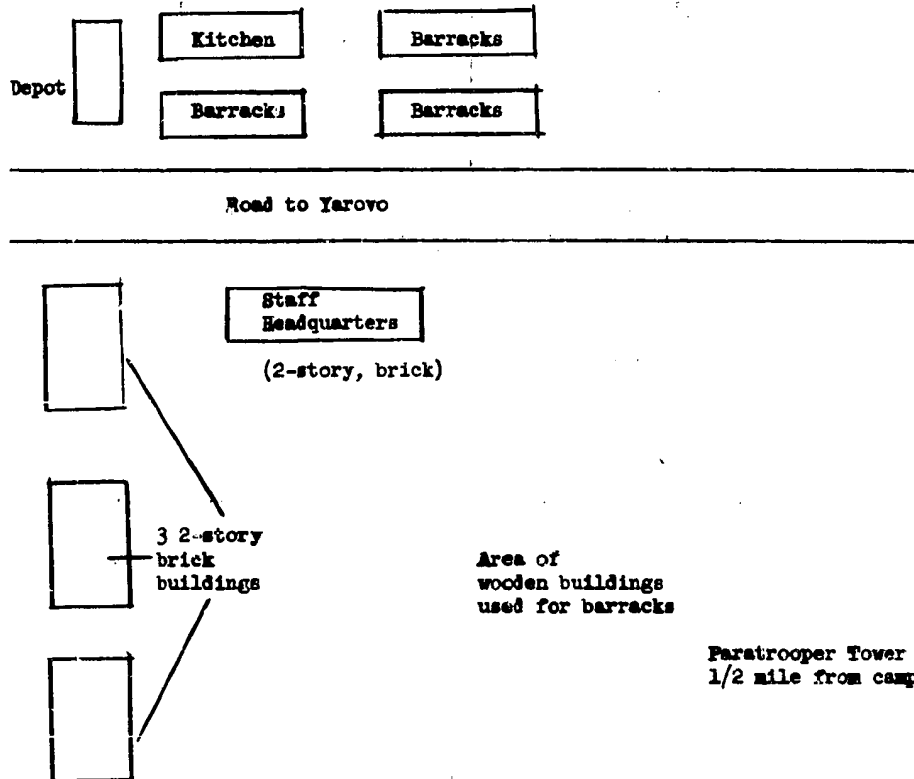 Kitchen
Barracks
Depot
Barracks
Barracks
Road to Yarovo
Staff
Headquarters
(2-story, brick)
3 2-story
brick
buildings
Area of
wooden buildings
used for barracks
Paratrooper Tower
1/2 mile from camp